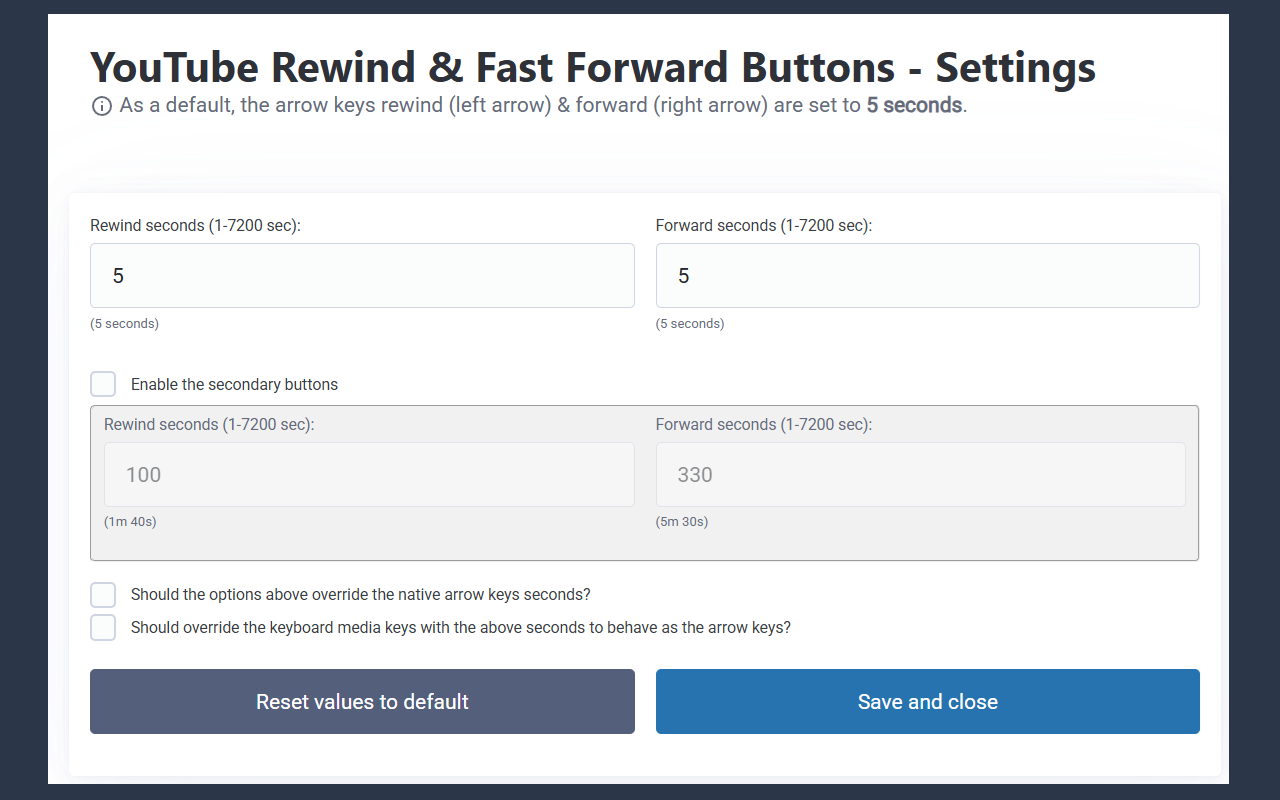 YouTube Rewind & Fast Forward Buttons - Settings
As a default, the arrow keys rewind (left arrow) & forward (right arrow) are set to 5 seconds.
Rewind seconds (1-7200 sec):
Forward seconds (1-7200 sec):
5
5
(5 seconds)
(5 seconds)
Enable the secondary buttons
Rewind seconds (1-7200 sec):
Forward seconds (1-7200 sec):
100
330
(1m 40s)
(5m 30s)
Should the options above override the native arrow keys seconds?
Should override the keyboard media keys with the above seconds to behave as the arrow keys?
Reset values to default
Save and close